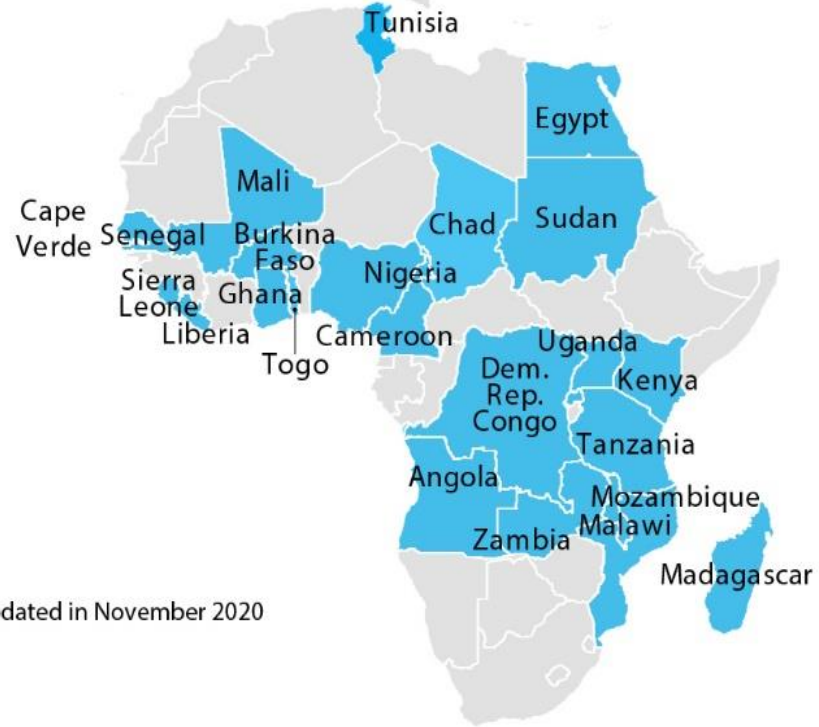 Tunisia
Egypt
Mali
Cape
Verde
Senegal
Burkina
Faso
Chad
Sudan
Nigeria
Sierra
Leone
Ghana
Liberia
Togo
Cameroon
Uganda
Dem.
Rep.
Congo
Kenya
Tanzania
Angola
Mozambique
Malawi
Zambia
Madagascar
dated in November 2020